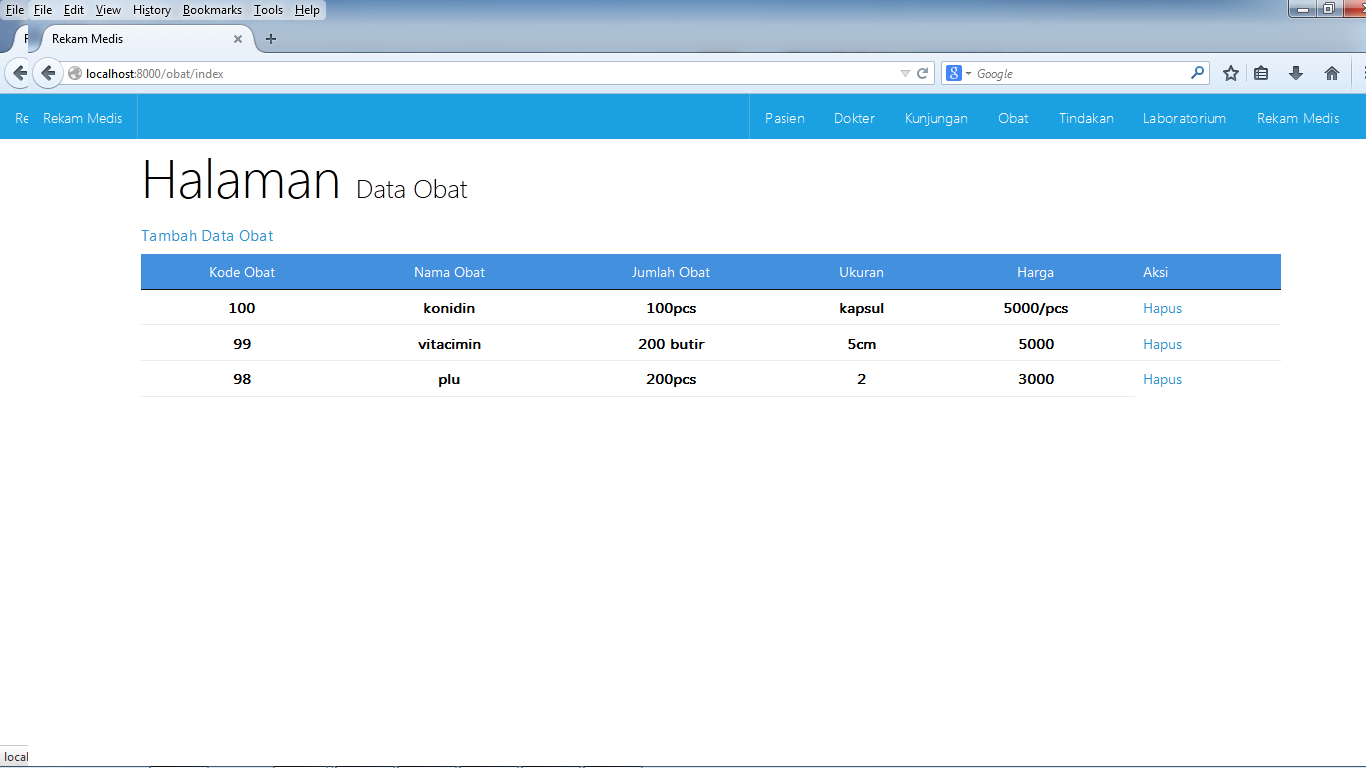 File File Edit View History Bookmarks Tools Help
Rekam Medis
localhost:8000/obat/index Google
Re Rekam Medis Pasien Dokter Kunjungan Obat Tindakan Laboratorium Rekam Medis
Halaman Data Obat
Tambah Data Obat
Kode Obat Nama Obat Jumlah Obat Ukuran Harga Aksi
100 konidin 100pcs kapsul 5000/pcs Hapus
99 vitacimin 200 butir 5cm 5000 Hapus
98 plu 200pcs 2 3000 Hapus
local